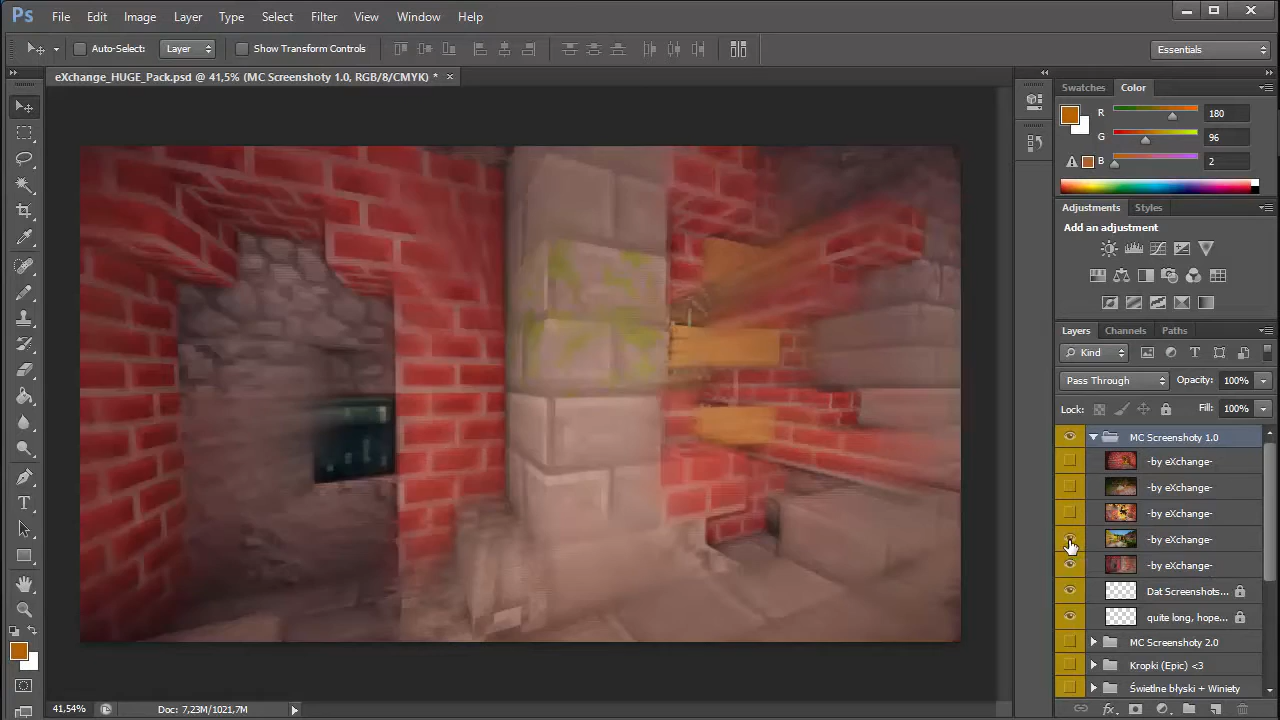 Ps File Edit Image Layer Type Select Filter View Window Help
Auto-Select: Layer Show Transform Controls Essentials
eXchange_HUGE_Pack.psd @ 41,5% (MC Screenshoty 1.0, RGB/8/CMYK) *
Swatches Color
R 180
G 96
B 2
Adjustments Styles
Add an adjustment
Layers Channels Paths
Kind
Pass Through Opacity: 100%
Lock: Fill: 100%
MC Screenshoty 1.0
-by eXchange-
-by eXchange-
-by eXchange-
-by eXchange-
-by eXchange-
Dat Screenshots...
quite long, hope...
MC Screenshoty 2.0
Kropki (Epic) <3
Świetlne błyski + Winiety
41,54% Doc: 7,23M/1021,7M